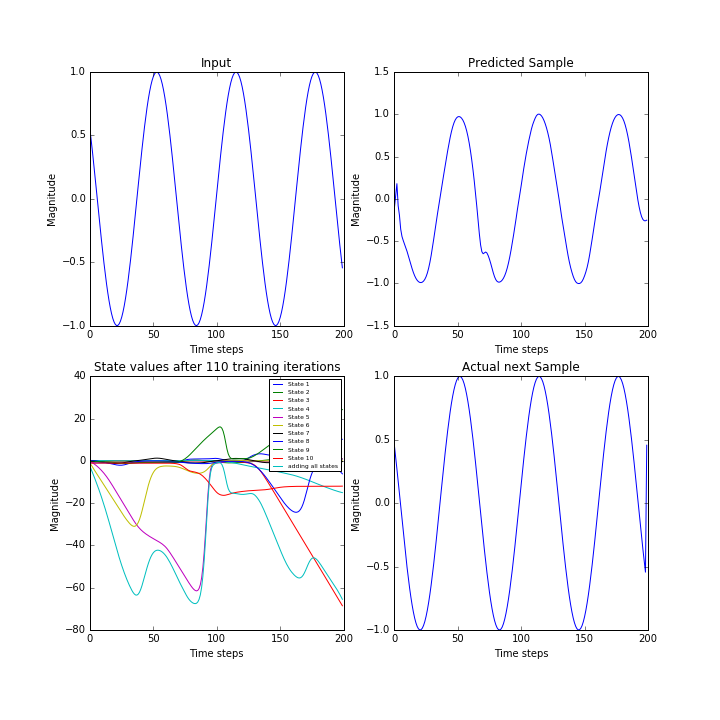 Input
Magnitude
1.0
0.5
0.0
−0.5
−1.0
0
50
100
150
200
Time steps
Predicted Sample
Magnitude
1.5
1.0
0.5
0.0
−0.5
−1.0
−1.5
0
50
100
150
200
Time steps
State values after 110 training iterations
Magnitude
40
20
0
−20
−40
−60
−80
0
50
100
150
200
Time steps
State 1
State 2
State 3
State 4
State 5
State 6
State 7
State 8
State 9
State 10
adding all states
Actual next Sample
Magnitude
1.0
0.5
0.0
−0.5
−1.0
0
50
100
150
200
Time steps